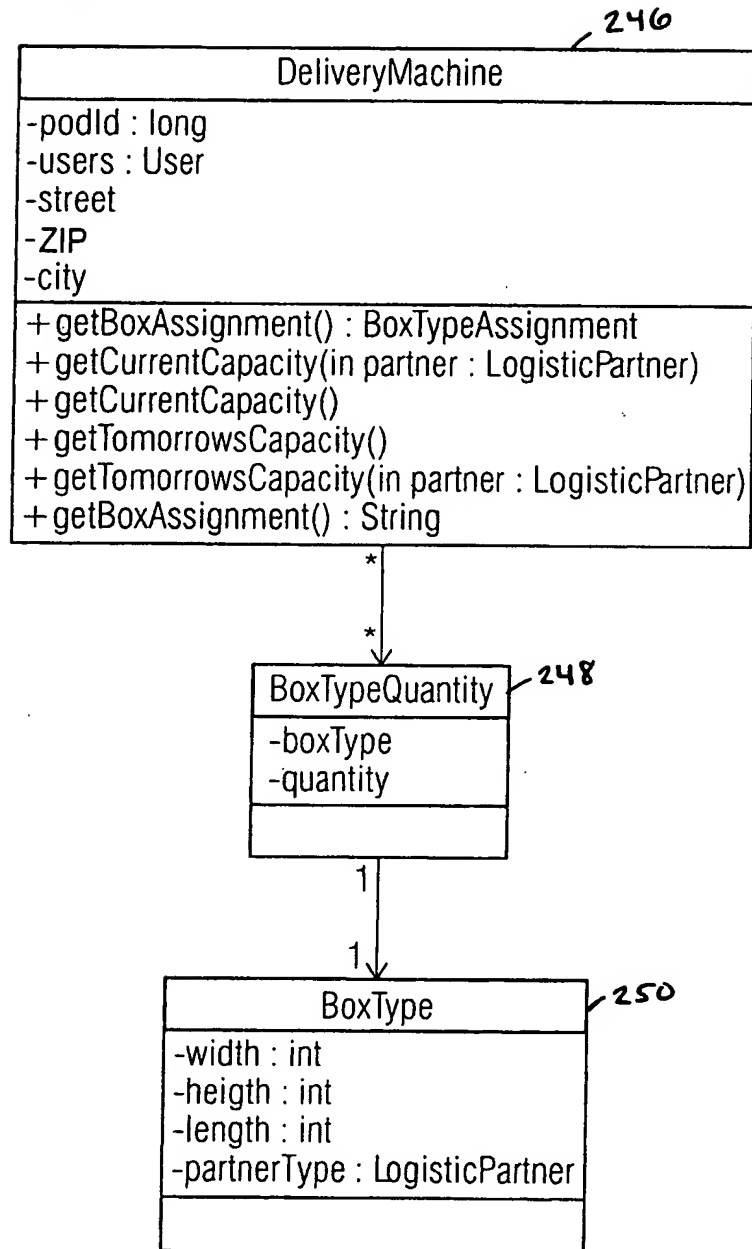 246
DeliveryMachine
-podId : long
-users : User
-street
-ZIP
-city
+getBoxAssignment() : BoxTypeAssignment
+getCurrentCapacity(in partner : LogisticPartner)
+getCurrentCapacity()
+getTomorrowsCapacity()
+getTomorrowsCapacity(in partner : LogisticPartner)
+getBoxAssignment() : String
*
*
248
BoxTypeQuantity
-boxType
-quantity
1
1
250
BoxType
-width : int
-heigth : int
-length : int
-partnerType : LogisticPartner